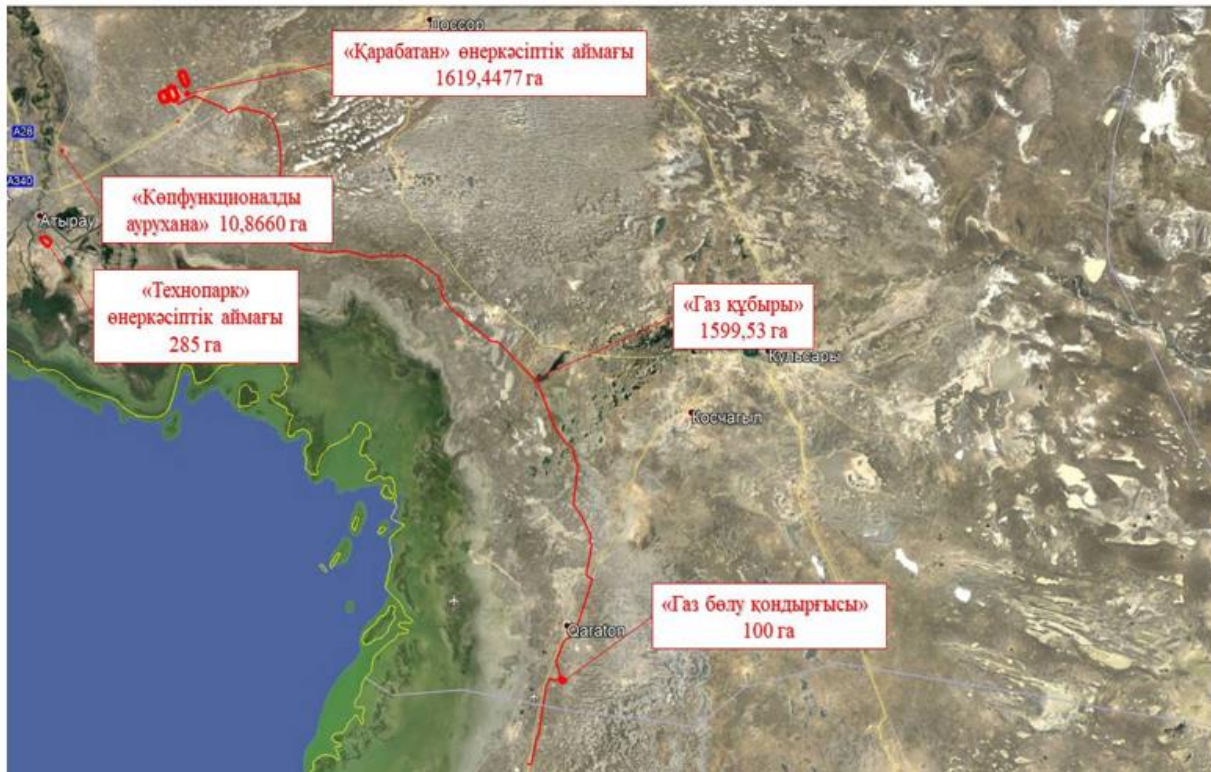 Доссор
«Қарабатан» өнеркәсіптік аймағы
1619,4477 га
A28
A340
«Көпфункционалды
аурухана» 10,8660 га
Атырау
«Технопарк»
өнеркәсіптік аймағы
285 га
«Газ құбыры»
1599,53 га
Кульсары
Косчагыл
«Газ бөлу қондырғысы»
100 га
Qaraton